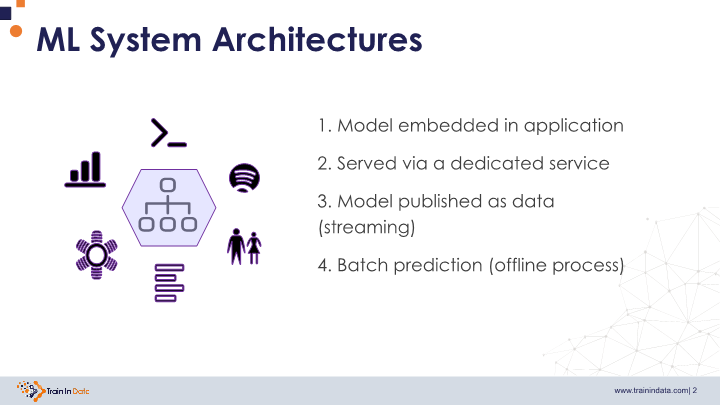 ML System Architectures
1. Model embedded in application
2. Served via a dedicated service
3. Model published as data
(streaming)
4. Batch prediction (offline process)
Train In Data
www.trainindata.com| 2